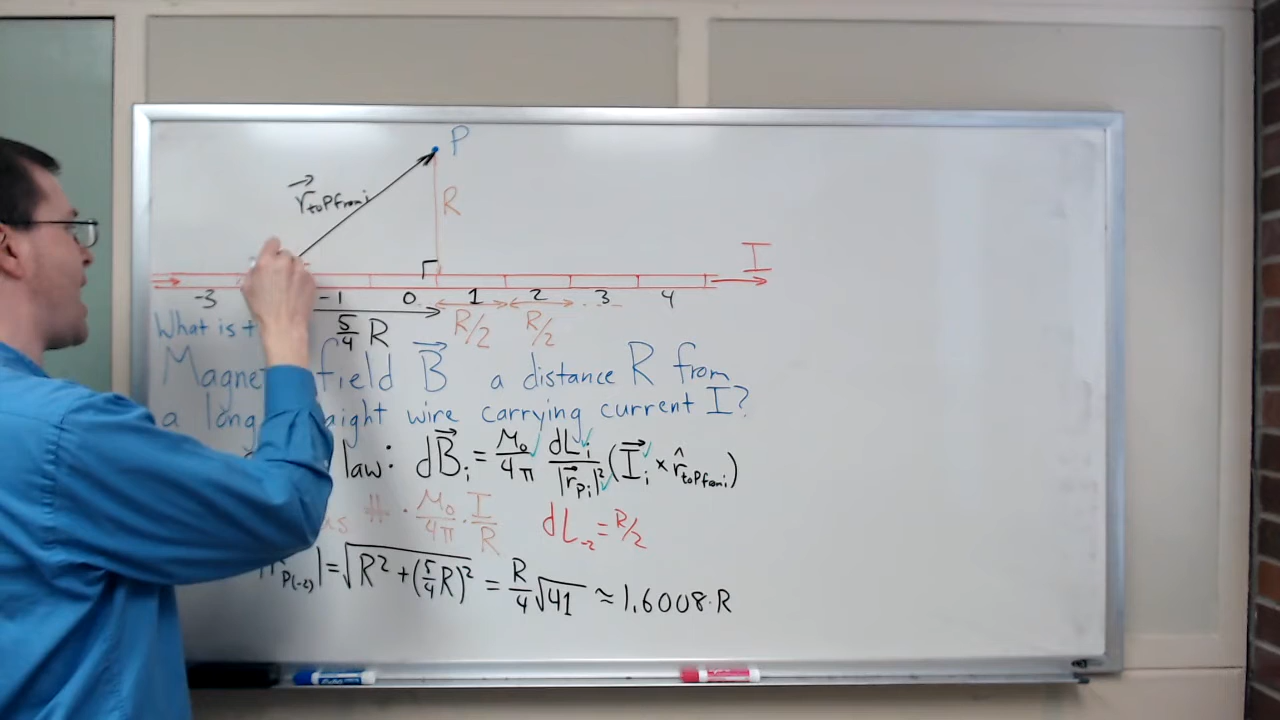 P
r⃗ toPfromi
R
I
-3 -1 0 1 2 3 4
5/4 R R/2 R/2
What is t
Magne field B⃗ a distance R from
a long aight wire carrying current I?
law: dB⃗i = μ₀/4π dLi/|r⃗Pi|² (I⃗i × r̂toPfromi)
as # · μ₀/4π · I/R dL₋₂ = R/2
P(-2)| = √(R² + (5/4 R)²) = R/4 √41 ≈ 1.6008·R